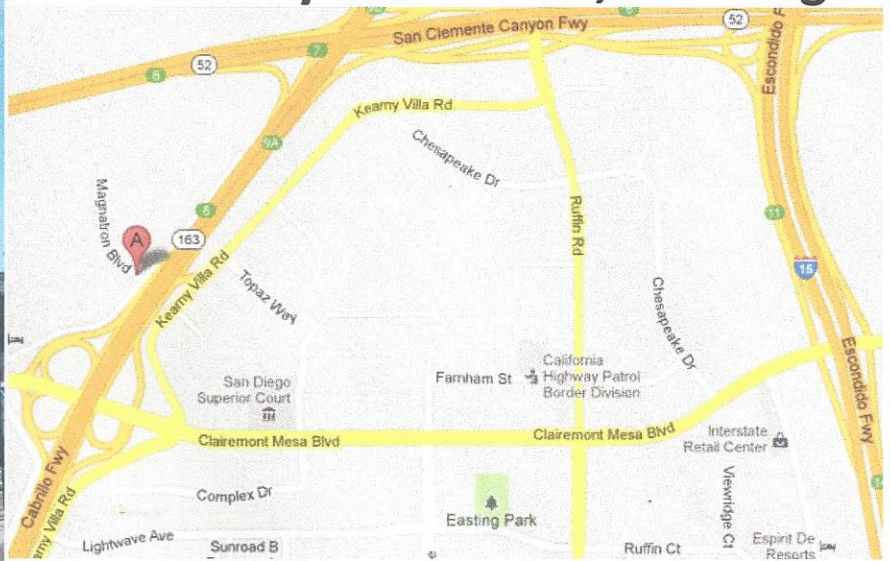 San Clemente Canyon Fwy
52
52
7
6
Kearny Villa Rd
Escondido F
Chesapeake Dr
9A
Magnatron Blvd
8
163
A
Ruffin Rd
11
15
Kearny Villa Rd
Topaz Way
Chesapeake Dr
San Diego
Superior Court
Farnham St
California
Highway Patrol
Border Division
Escondido Fwy
Clairemont Mesa Blvd
Clairemont Mesa Blvd
Interstate
Retail Center
Cabrillo Fwy
arny Villa Rd
Complex Dr
Easting Park
Viewridge Ct
Lightwave Ave
Sunroad B
Ruffin Ct
Espirit De
Resorts